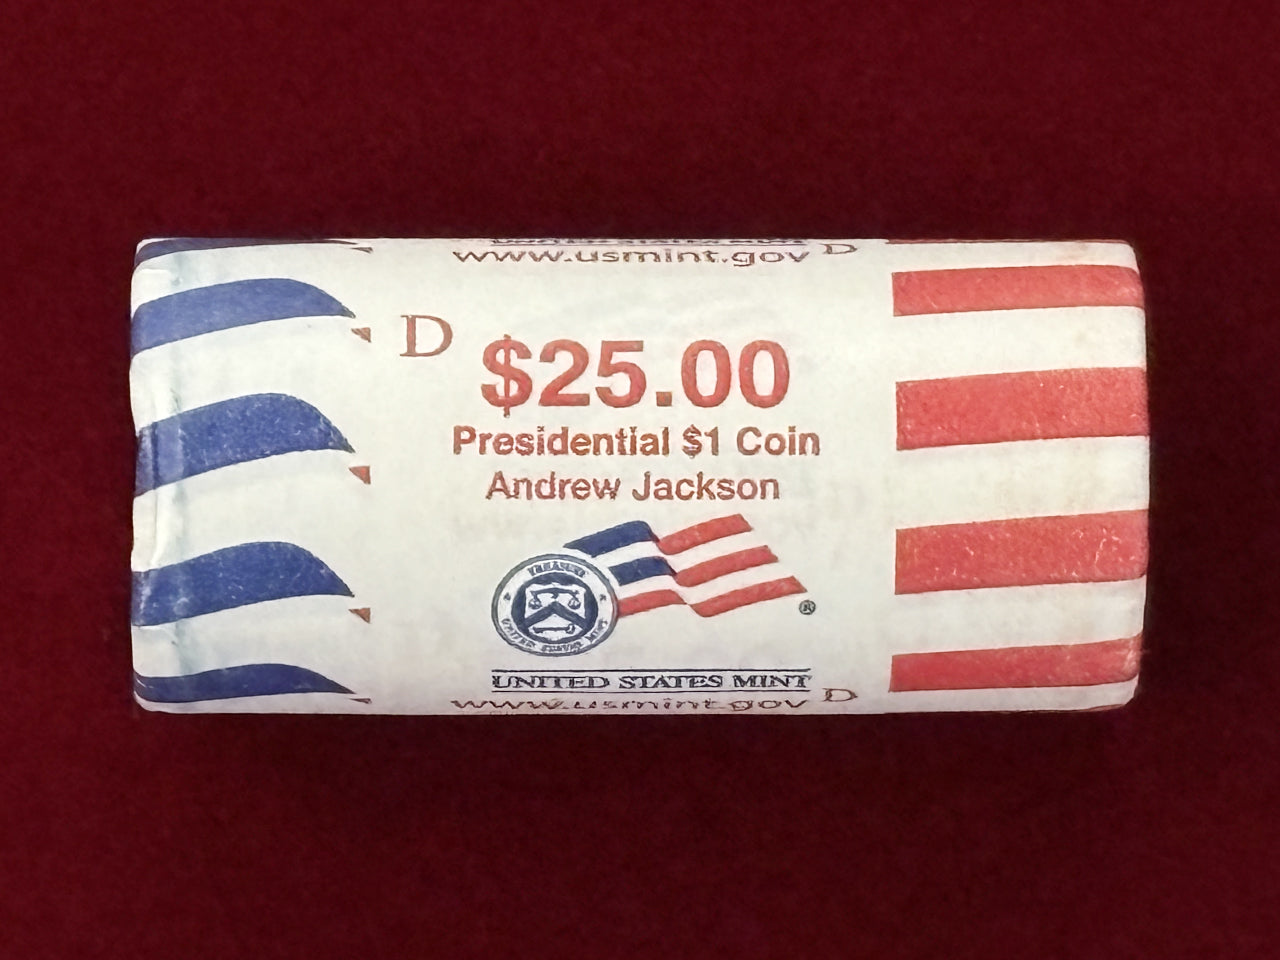 www.usmint.gov D
D
$25.00
Presidential $1 Coin
Andrew Jackson
®
UNITED STATES MINT
www.usmint.gov D